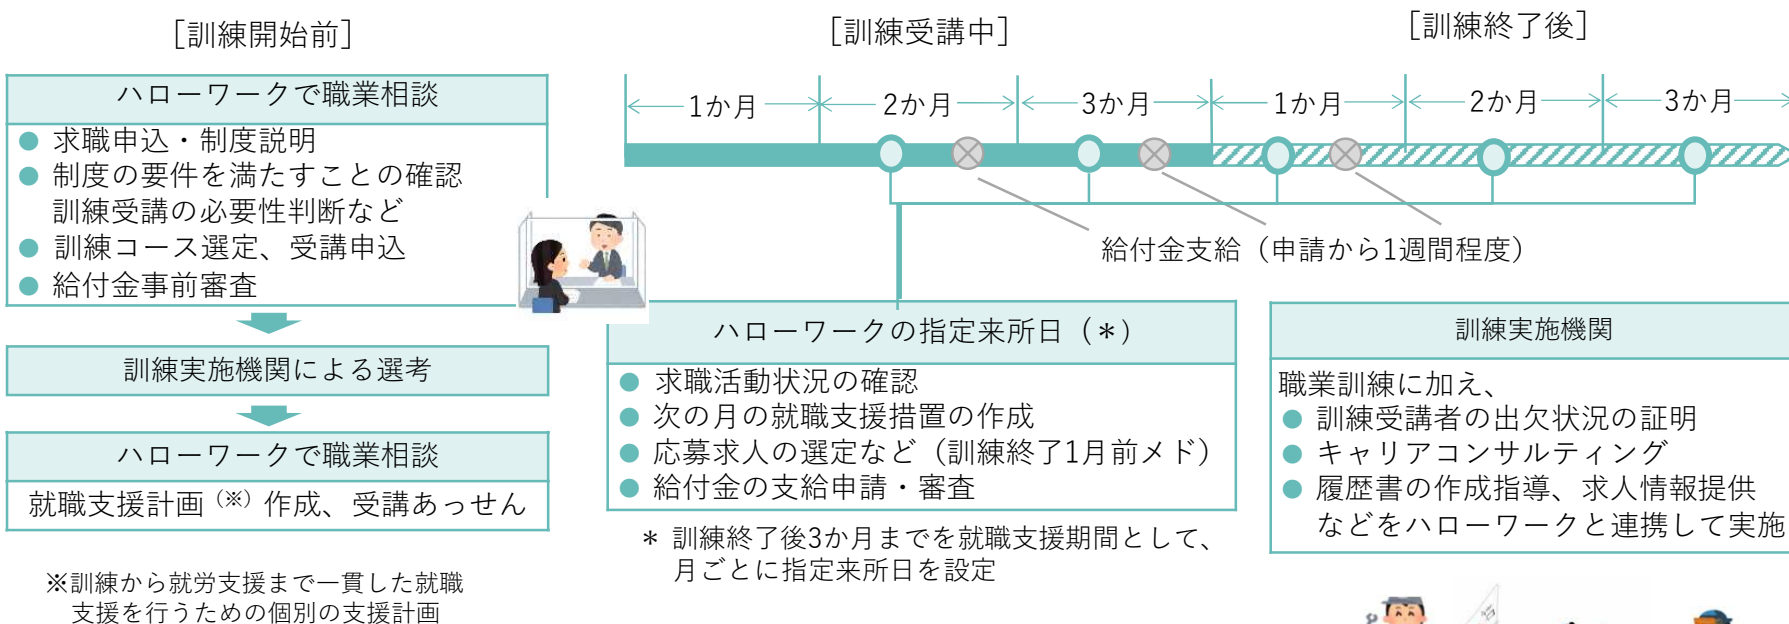 ［訓練開始前］
ハローワークで職業相談
● 求職申込・制度説明
● 制度の要件を満たすことの確認
訓練受講の必要性判断など
● 訓練コース選定、受講申込
● 給付金事前審査
訓練実施機関による選考
ハローワークで職業相談
就職支援計画（※）作成、受講あっせん
※訓練から就労支援まで一貫した就職
支援を行うための個別の支援計画
［訓練受講中］
［訓練終了後］
1か月 2か月 3か月 1か月 2か月 3か月
給付金支給（申請から1週間程度）
ハローワークの指定来所日（＊）
● 求職活動状況の確認
● 次の月の就職支援措置の作成
● 応募求人の選定など（訓練終了1月前メド）
● 給付金の支給申請・審査
＊ 訓練終了後3か月までを就職支援期間として、
月ごとに指定来所日を設定
訓練実施機関
職業訓練に加え、
● 訓練受講者の出欠状況の証明
● キャリアコンサルティング
● 履歴書の作成指導、求人情報提供
などをハローワークと連携して実施